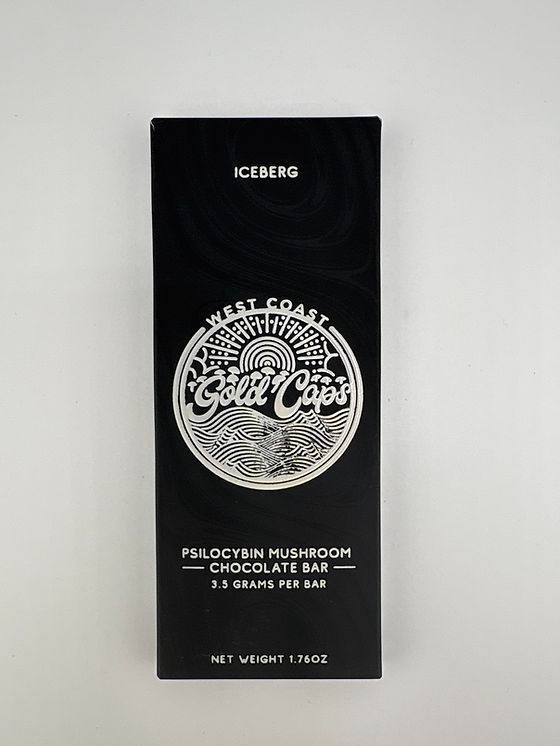 ICEBERG
WEST COAST
Gold Caps
PSILOCYBIN MUSHROOM
CHOCOLATE BAR
3.5 GRAMS PER BAR
NET WEIGHT 1.76OZ